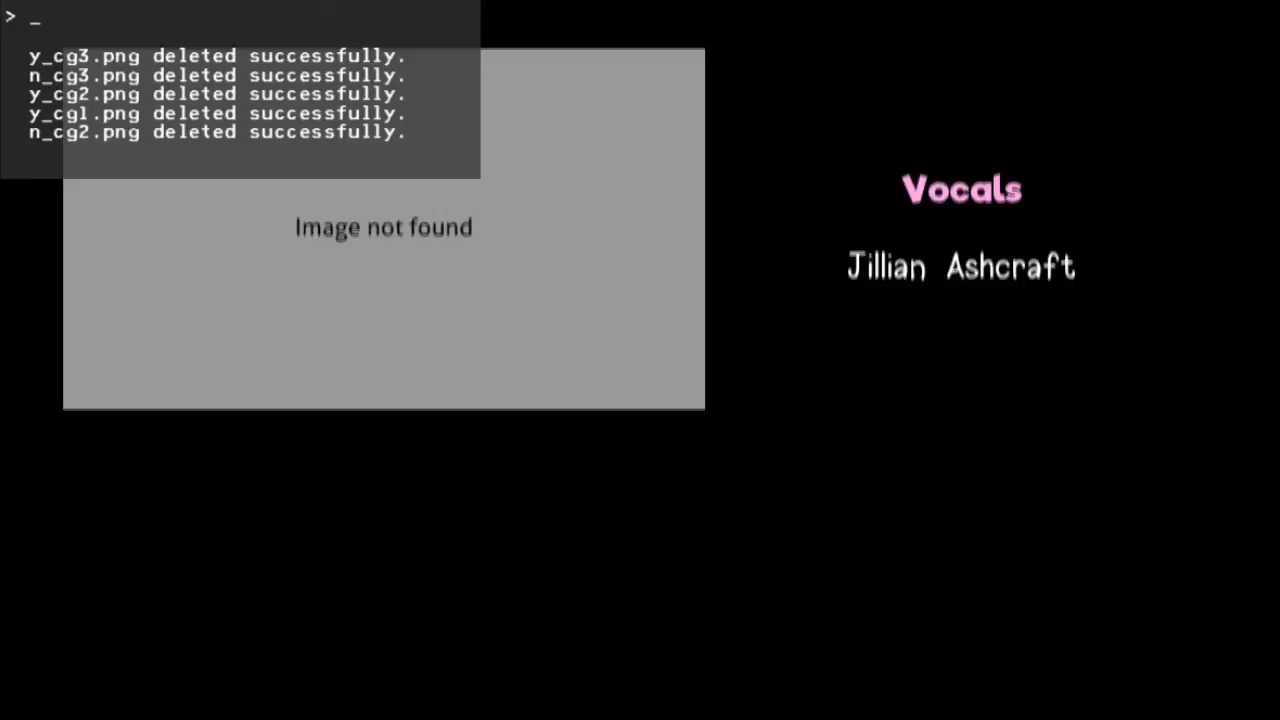 > _
y_cg3.png deleted successfully.
n_cg3.png deleted successfully.
y_cg2.png deleted successfully.
y_cg1.png deleted successfully.
n_cg2.png deleted successfully.
Image not found
Vocals
Jillian Ashcraft